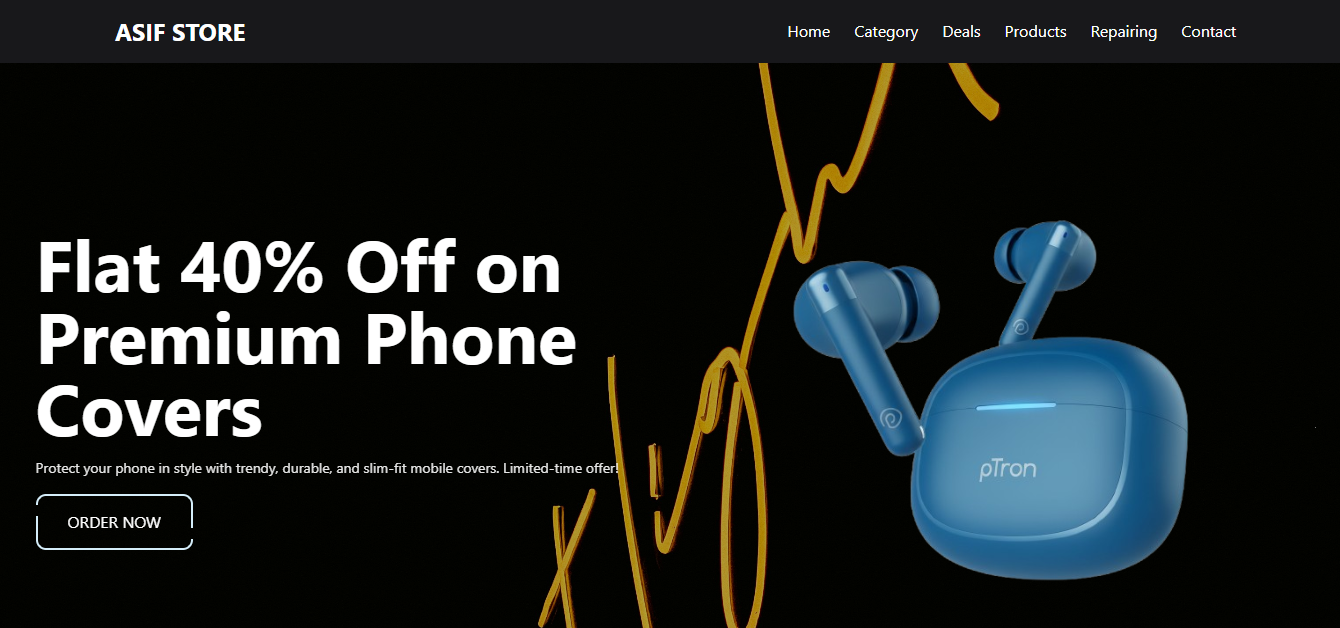 ASIF STORE
Home Category Deals Products Repairing Contact
Flat 40% Off on
Premium Phone
Covers
Protect your phone in style with trendy, durable, and slim-fit mobile covers. Limited-time offer!
ORDER NOW
pTron